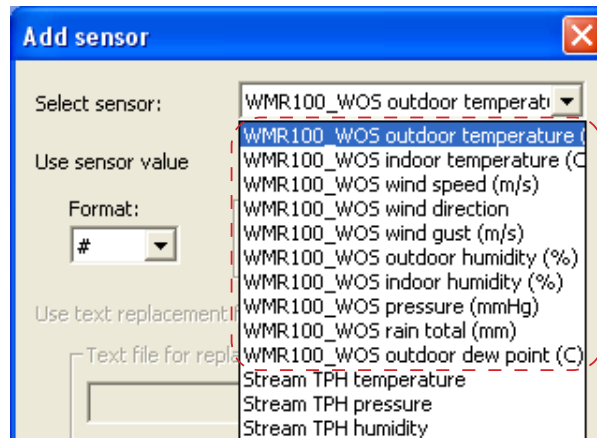 Add sensor
Select sensor: WMR100_WOS outdoor temperati
WMR100_WOS outdoor temperature (
WMR100_WOS indoor temperature (C
Use sensor value
WMR100_WOS wind speed (m/s)
Format:
WMR100_WOS wind direction
#
WMR100_WOS wind gust (m/s)
WMR100_WOS outdoor humidity (%)
WMR100_WOS indoor humidity (%)
WMR100_WOS pressure (mmHg)
Use text replacement
WMR100_WOS rain total (mm)
Text file for repla
WMR100_WOS outdoor dew point (C)
Stream TPH temperature
Stream TPH pressure
Stream TPH humidity